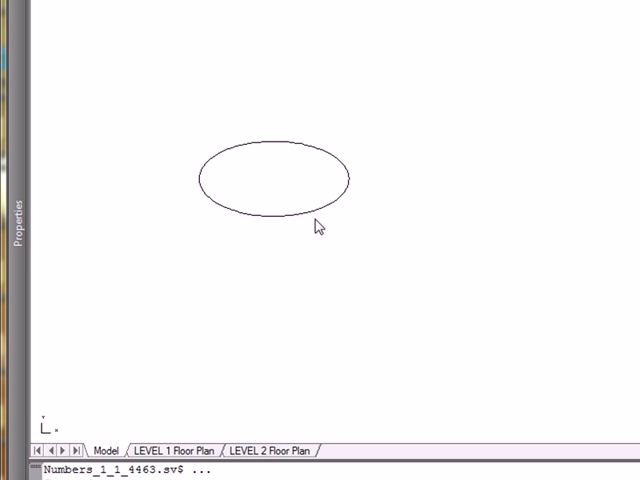 Properties
Model LEVEL 1 Floor Plan LEVEL 2 Floor Plan
Numbers_1_1_4463.sv$ ...